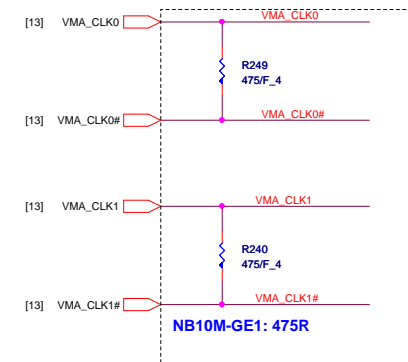 [13] VMA_CLK0 VMA_CLK0
R249
475/F_4
[13] VMA_CLK0# VMA_CLK0#
[13] VMA_CLK1 VMA_CLK1
R240
475/F_4
[13] VMA_CLK1# VMA_CLK1#
NB10M-GE1: 475R